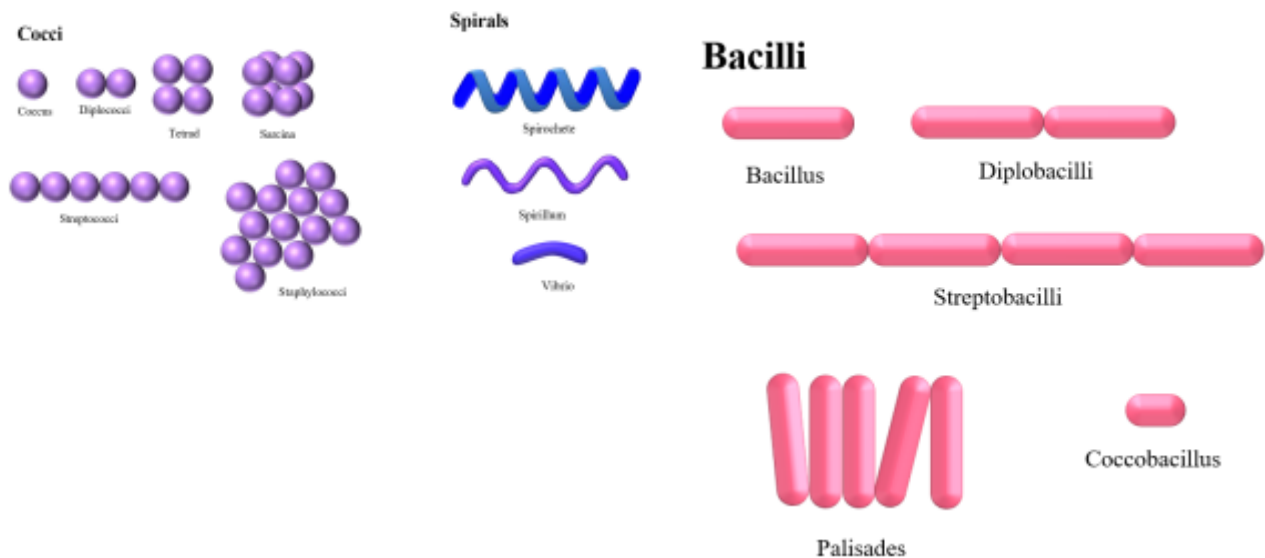 Cocci
Coccus
Diplococci
Tetrad
Sarcina
Streptococci
Staphylococci
Spirals
Spirochete
Spirillum
Vibrio
Bacilli
Bacillus
Diplobacilli
Streptobacilli
Palisades
Coccobacillus